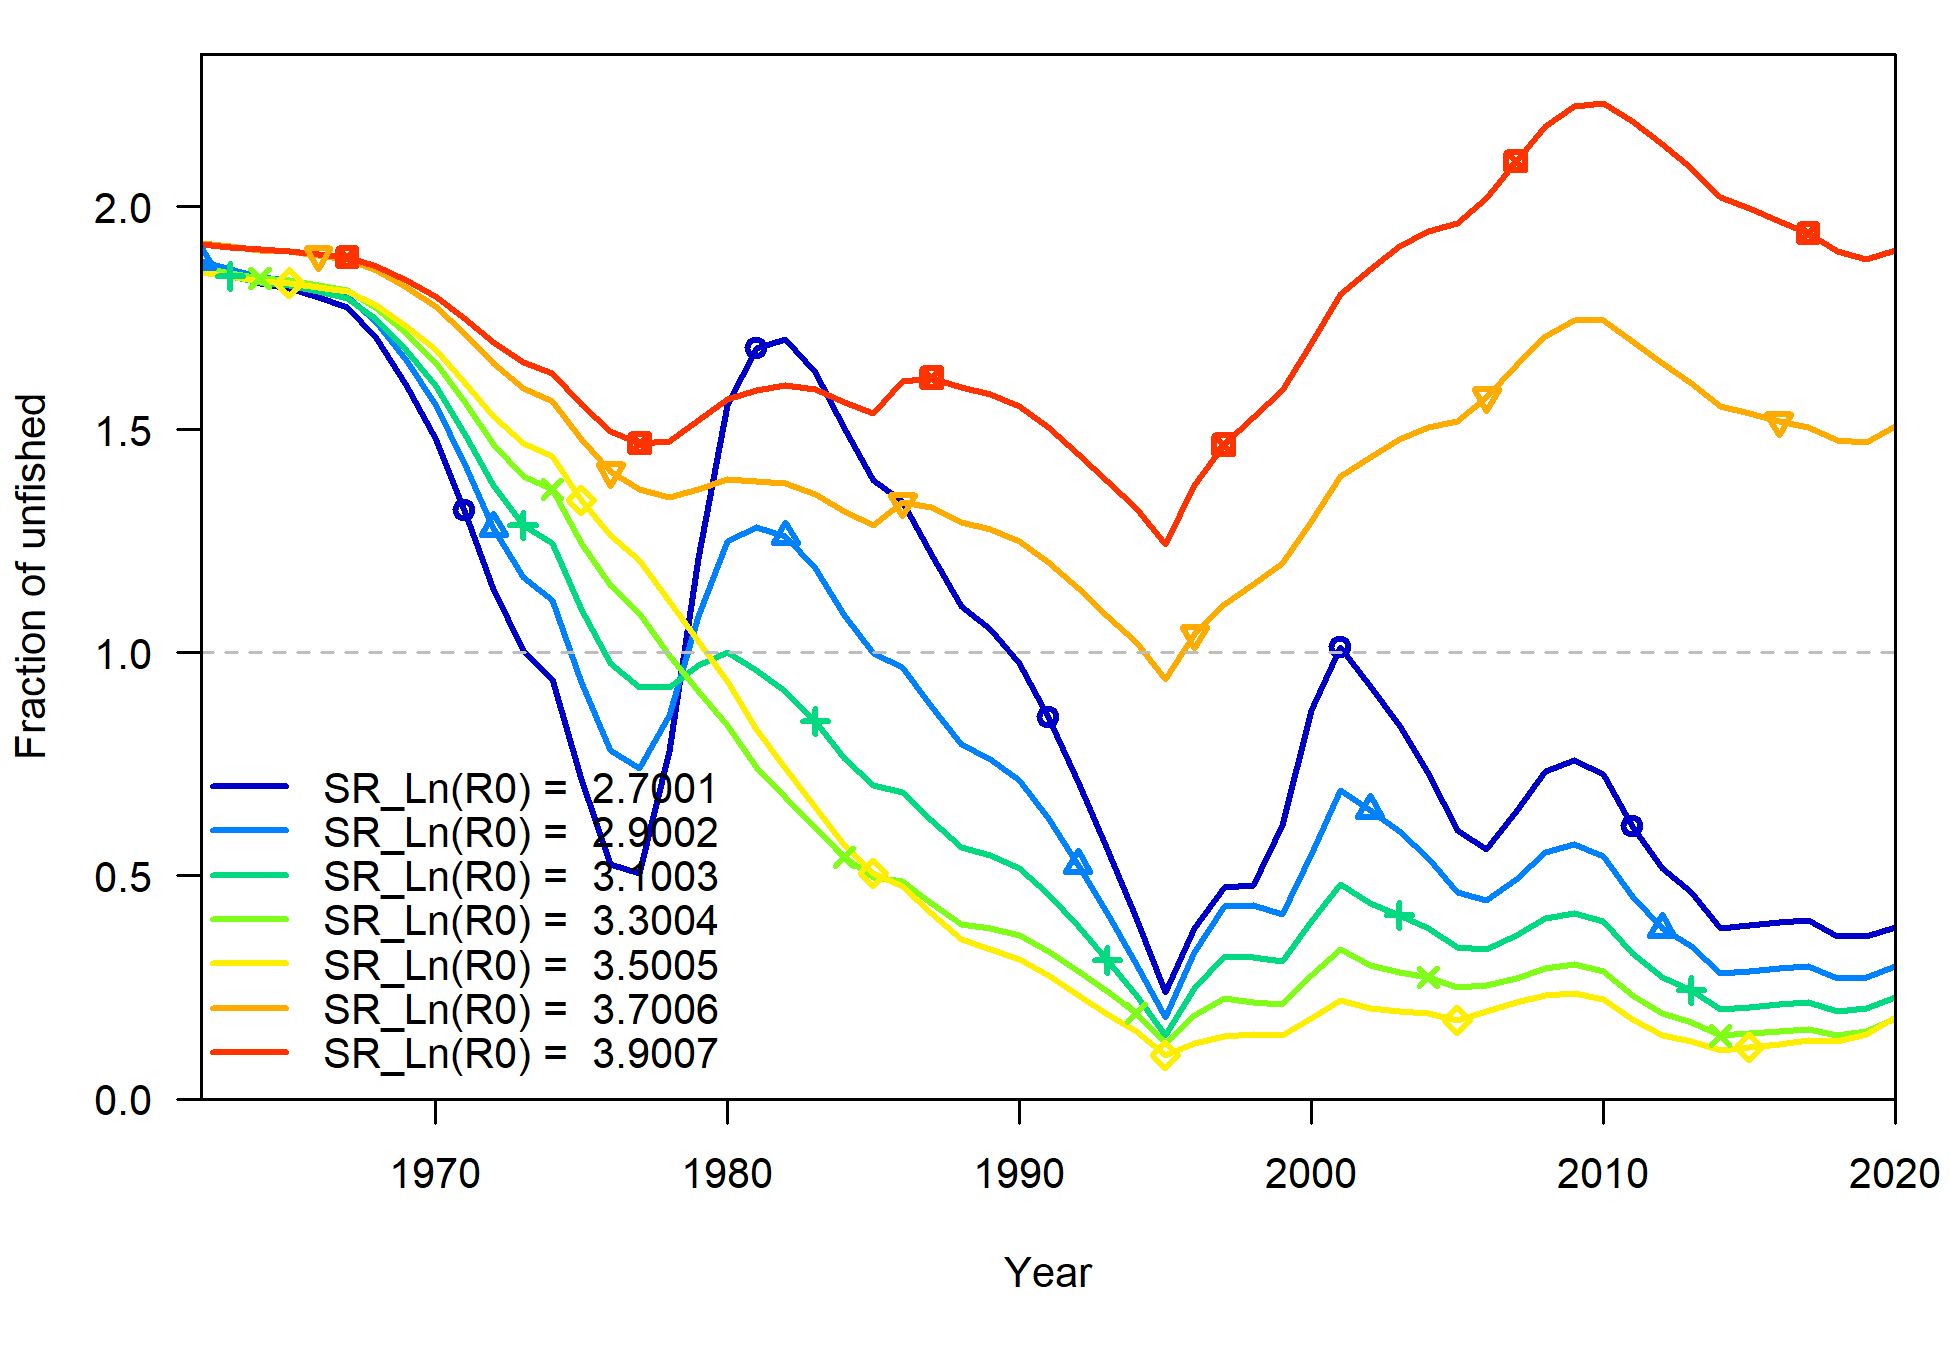 Fraction of unfished
2.0
1.5
1.0
0.5
0.0
SR_Ln(R0) = 2.7001
SR_Ln(R0) = 2.9002
SR_Ln(R0) = 3.1003
SR_Ln(R0) = 3.3004
SR_Ln(R0) = 3.5005
SR_Ln(R0) = 3.7006
SR_Ln(R0) = 3.9007
1970 1980 1990 2000 2010 2020
Year